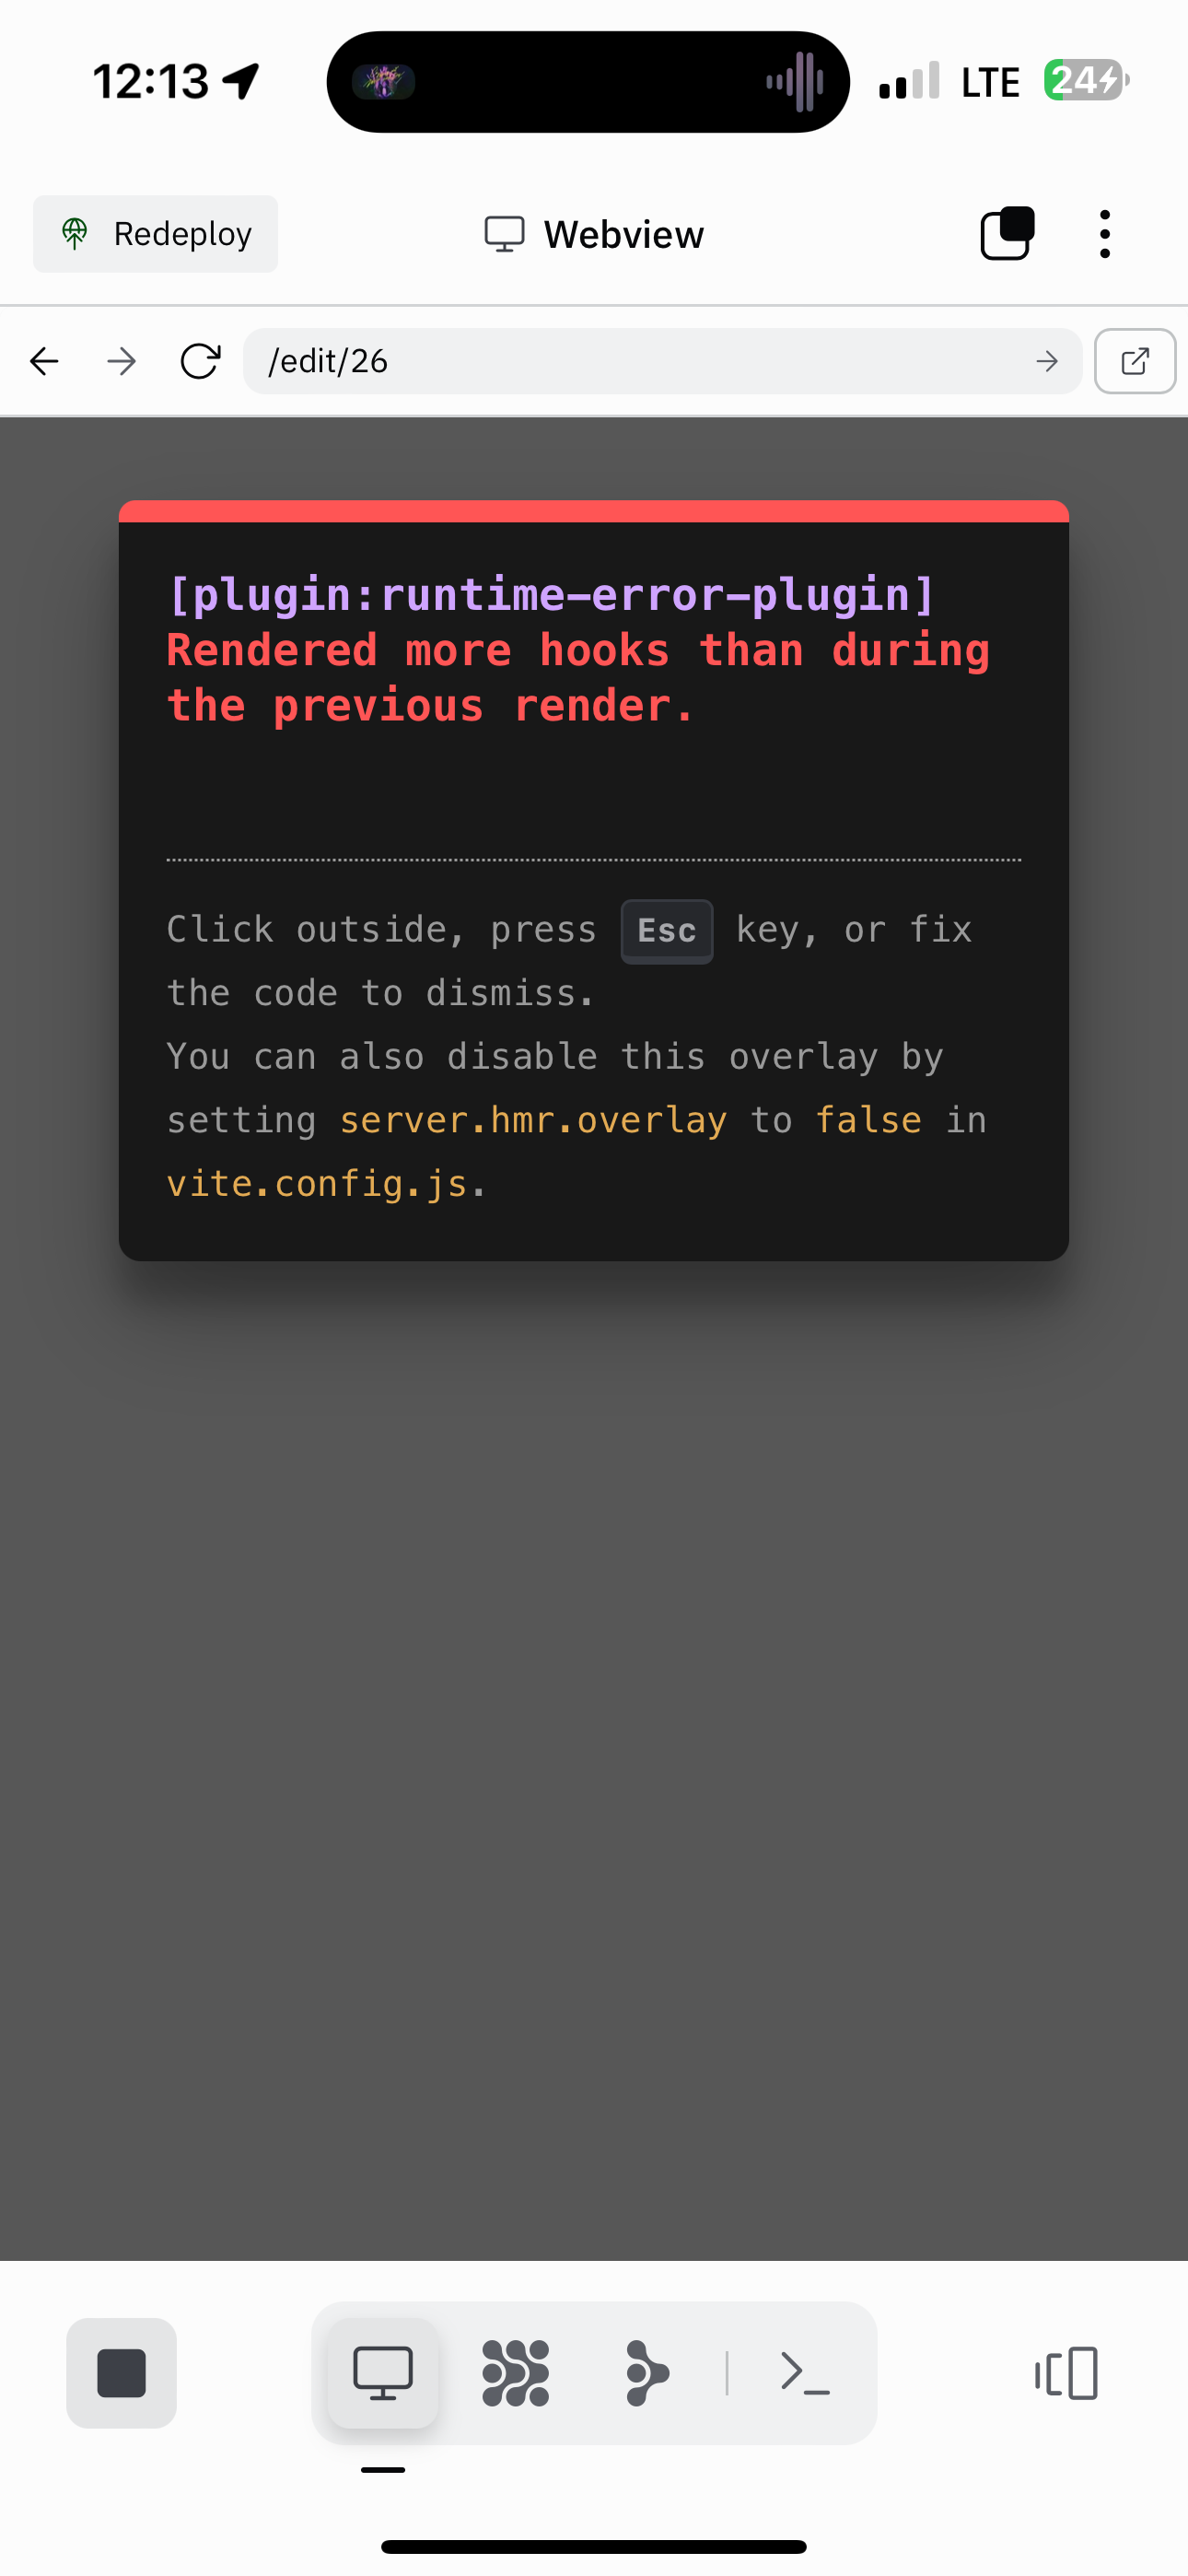 12:13
LTE
24
Redeploy
Webview
/edit/26
[plugin:runtime-error-plugin]
Rendered more hooks than during
the previous render.
Click outside, press Esc key, or fix
the code to dismiss.
You can also disable this overlay by
setting server.hmr.overlay to false in
vite.config.js.